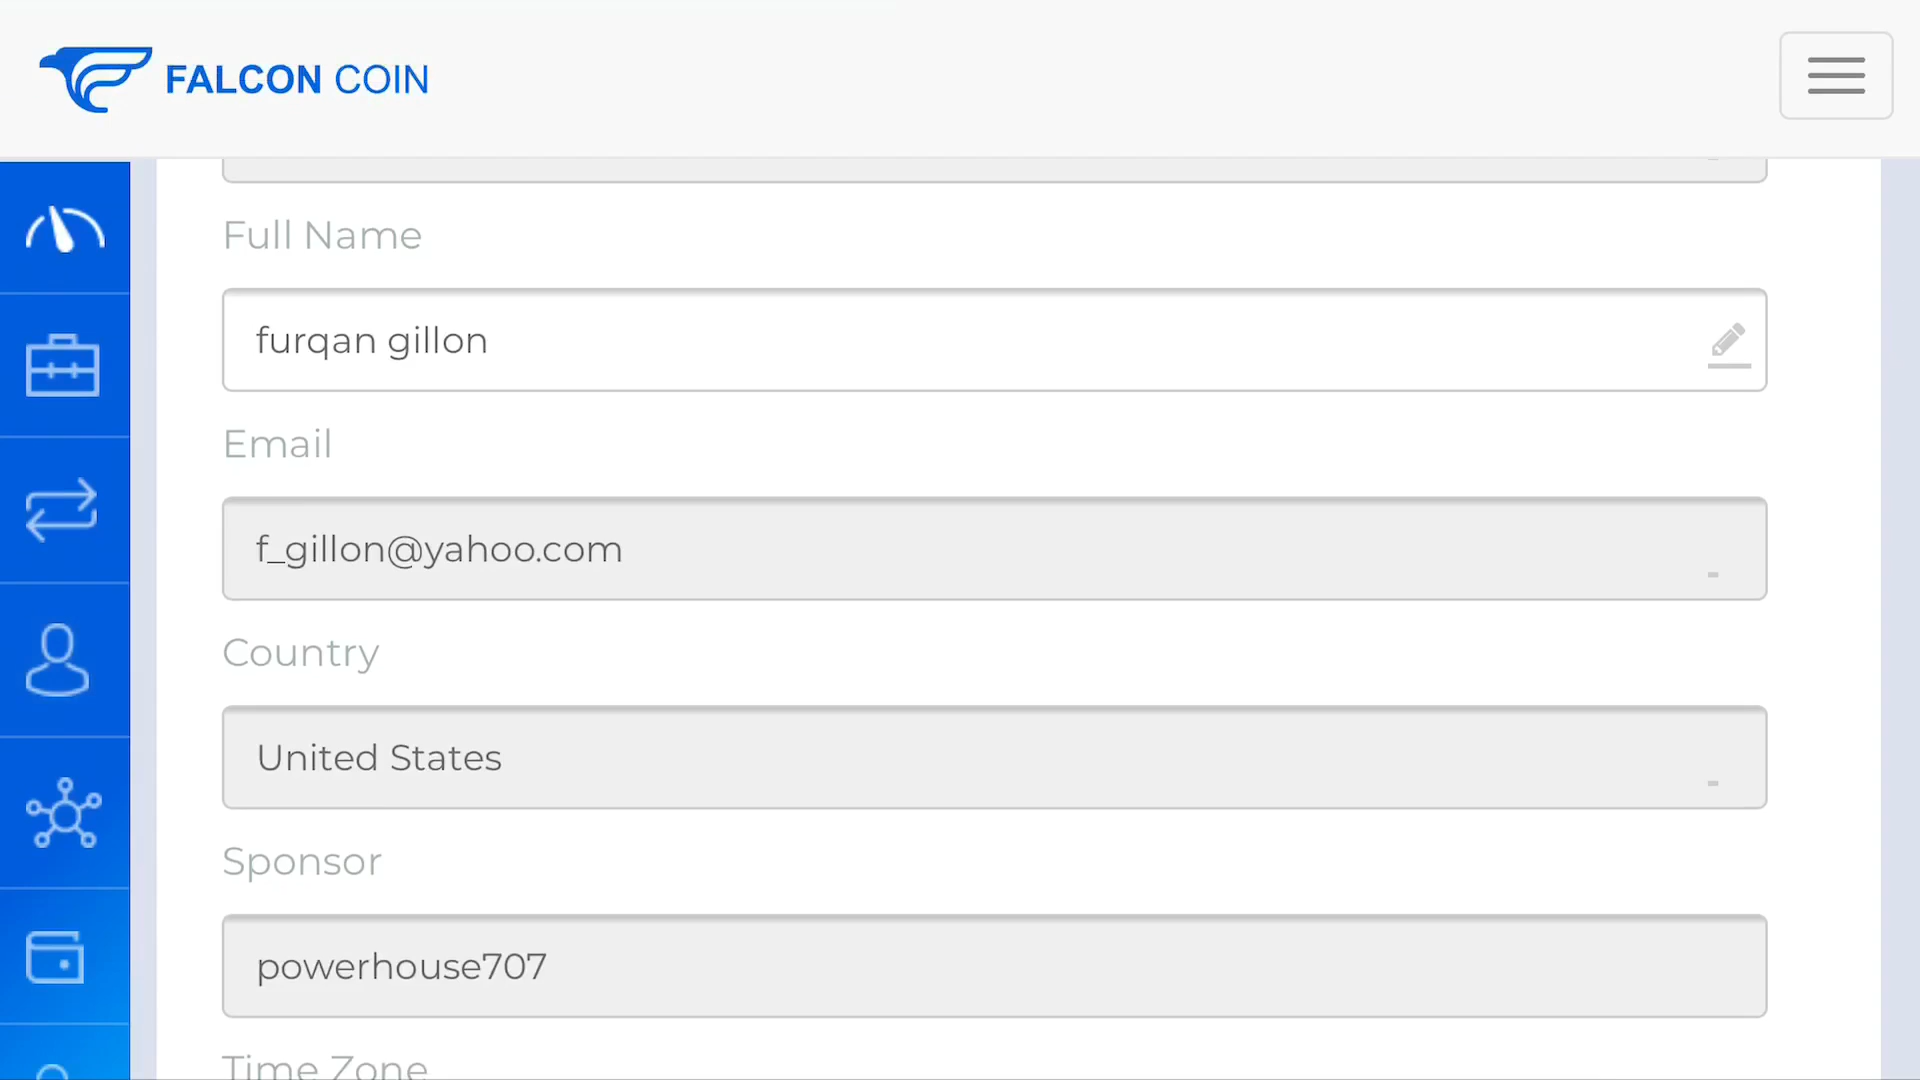 FALCON COIN
Full Name
furqan gillon
Email
f_gillon@yahoo.com
Country
United States
Sponsor
powerhouse707
Time Zone